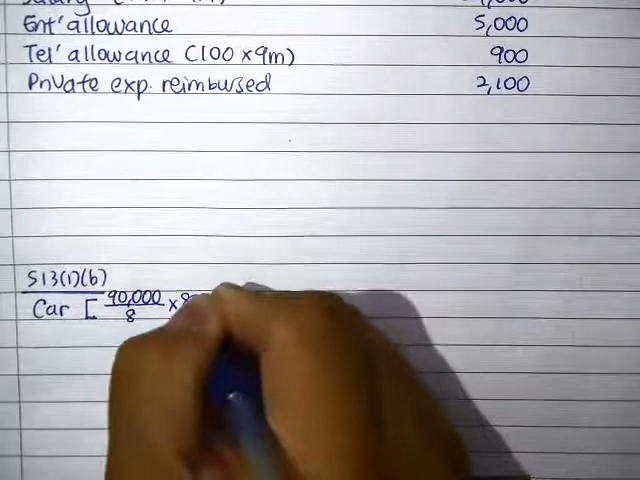 Ent' allowance 5,000
Tel' allowance (100 x 9m) 900
Private exp. reimbursed 2,100
S13(1)(b)
Car [ 90,000/8 x